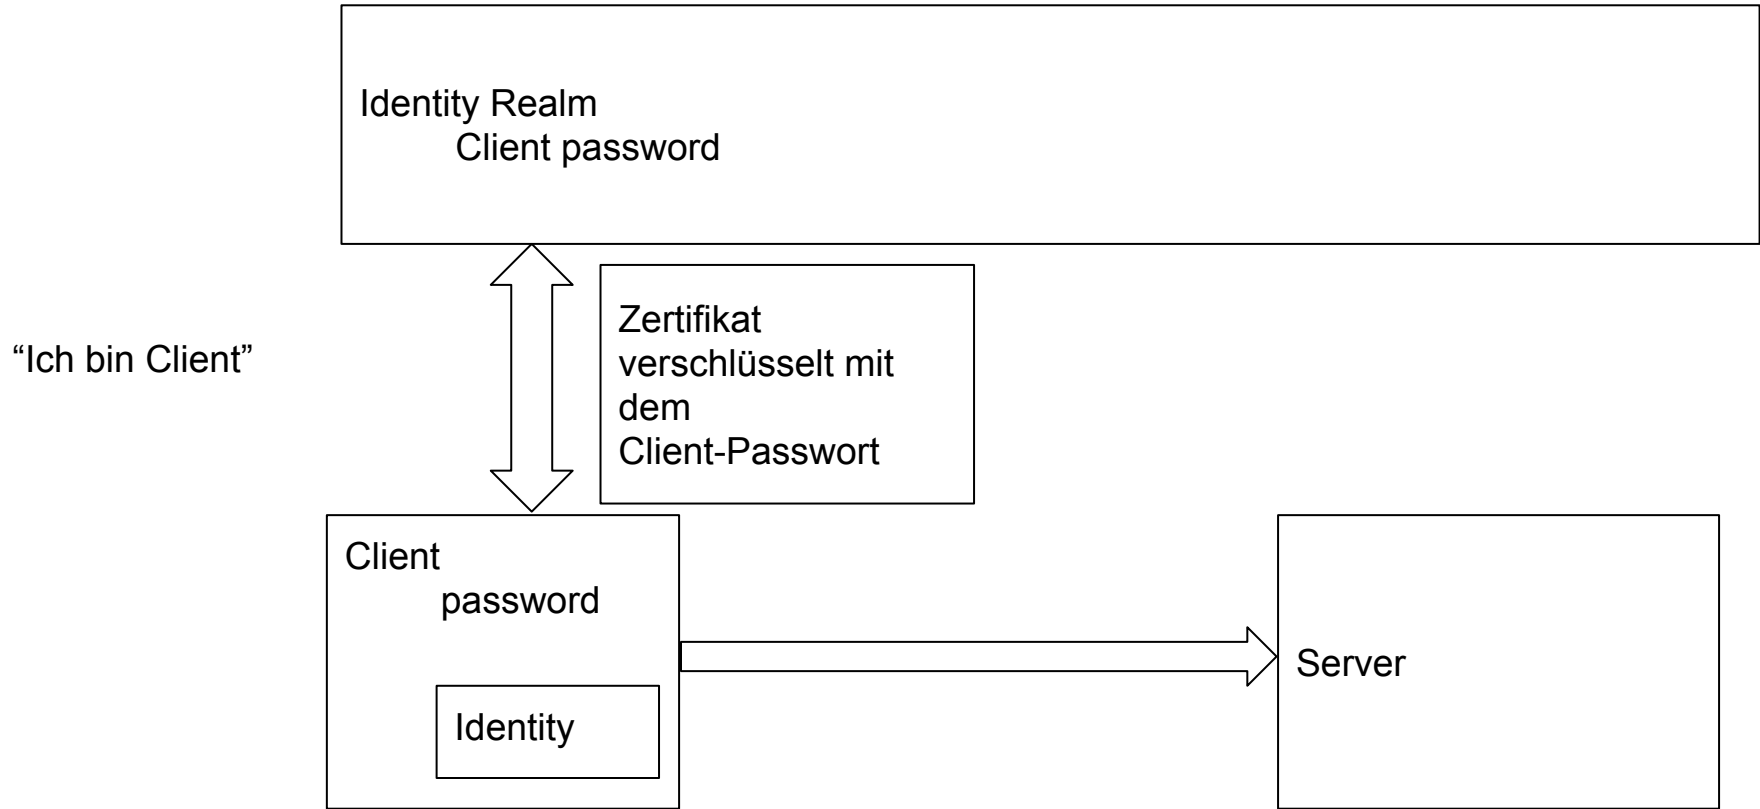 Identity Realm
Client password
“Ich bin Client”
Zertifikat
verschlüsselt mit
dem
Client-Passwort
Client
password
Identity
Server